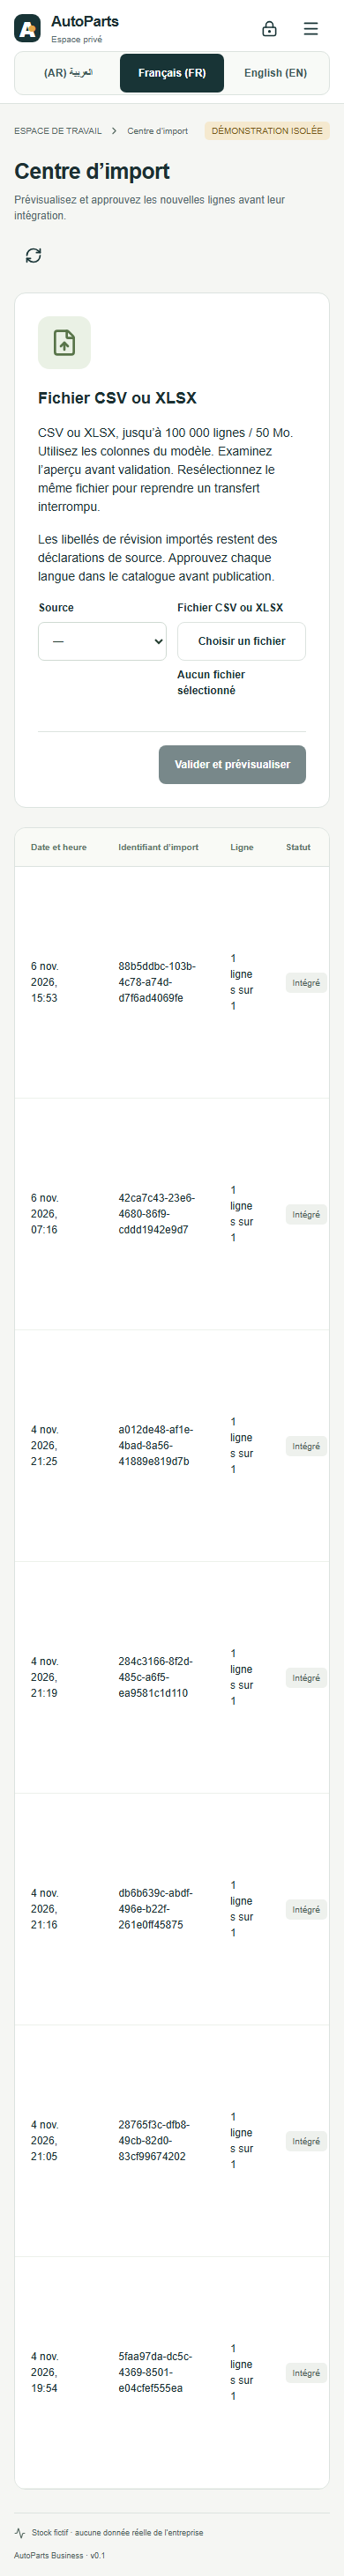 AutoParts
Espace privé
العربية (AR)
Français (FR)
English (EN)
ESPACE DE TRAVAIL
Centre d’import
DÉMONSTRATION ISOLÉE
Centre d’import
Prévisualisez et approuvez les nouvelles lignes avant leur
intégration.
Fichier CSV ou XLSX
CSV ou XLSX, jusqu’à 100 000 lignes / 50 Mo.
Utilisez les colonnes du modèle. Examinez
l’aperçu avant validation. Resélectionnez le
même fichier pour reprendre un transfert
interrompu.
Les libellés de révision importés restent des
déclarations de source. Approuvez chaque
langue dans le catalogue avant publication.
Source
—
Fichier CSV ou XLSX
Choisir un fichier
Aucun fichier
sélectionné
Valider et prévisualiser
Date et heure
Identifiant d’import
Ligne
Statut
6 nov.
2026,
15:53
88b5ddbc-103b-
4c78-a74d-
d7f6ad4069fe
1
ligne
s sur
1
Intégré
6 nov.
2026,
07:16
42ca7c43-23e6-
4680-86f9-
cddd1942e9d7
1
ligne
s sur
1
Intégré
4 nov.
2026,
21:25
a012de48-af1e-
4bad-8a56-
41889e819d7b
1
ligne
s sur
1
Intégré
4 nov.
2026,
21:19
284c3166-8f2d-
485c-a6f5-
ea9581c1d110
1
ligne
s sur
1
Intégré
4 nov.
2026,
21:16
db6b639c-abdf-
496e-b22f-
261e0ff45875
1
ligne
s sur
1
Intégré
4 nov.
2026,
21:05
28765f3c-dfb8-
49cb-82d0-
83cf99674202
1
ligne
s sur
1
Intégré
4 nov.
2026,
19:54
5faa97da-dc5c-
4369-8501-
e04cfef555ea
1
ligne
s sur
1
Intégré
Stock fictif · aucune donnée réelle de l’entreprise
AutoParts Business · v0.1